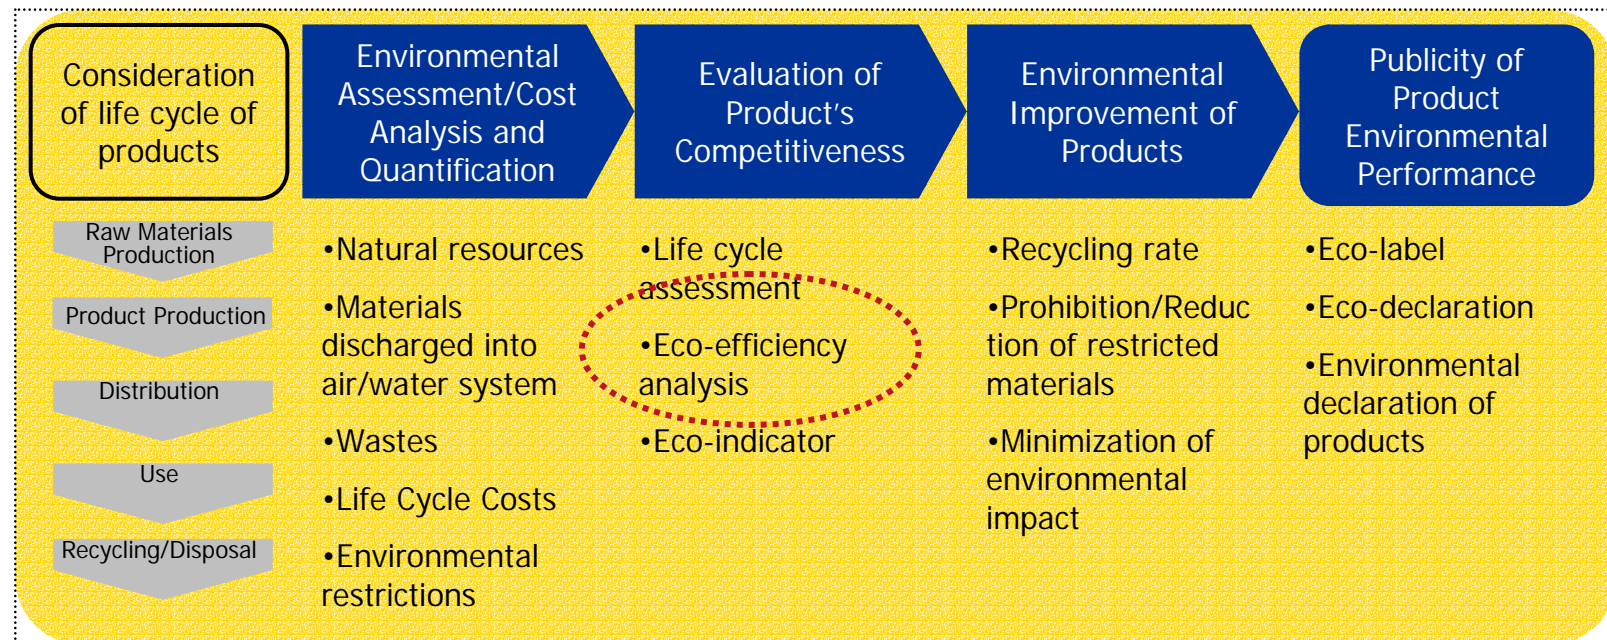 Consideration
of life cycle of
products
Environmental
Assessment/Cost
Analysis and
Quantification
Evaluation of
Product's
Competitiveness
Environmental
Improvement of
Products
Publicity of
Product
Environmental
Performance
Raw Materials
Production
Product Production
Distribution
Use
Recycling/Disposal
•Natural resources
•Materials
discharged into
air/water system
•Wastes
•Life Cycle Costs
•Environmental
restrictions
•Life cycle
assessment
•Eco-efficiency
analysis
•Eco-indicator
•Recycling rate
•Prohibition/Reduc
tion of restricted
materials
•Minimization of
environmental
impact
•Eco-label
•Eco-declaration
•Environmental
declaration of
products